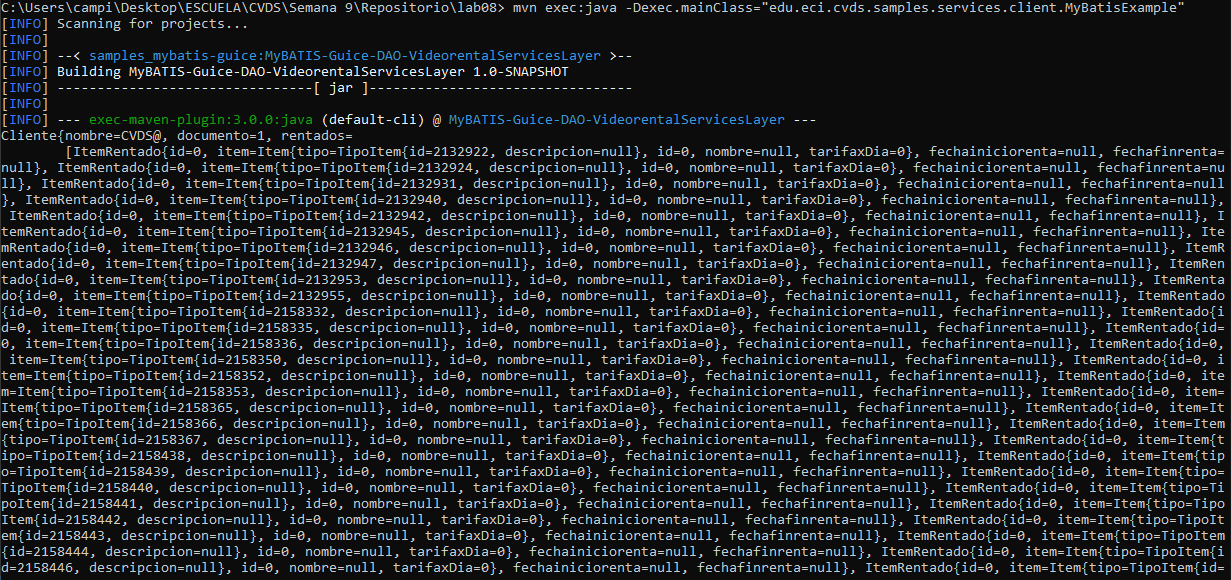 C:\Users\campi\Desktop\ESCUELA\CVDS\Semana 9\Repositorio\lab08> mvn exec:java -Dexec.mainClass="edu.eci.cvds.samples.services.client.MyBatisExample"
[INFO] Scanning for projects...
[INFO]
[INFO] --< samples_mybatis-guice:MyBATIS-Guice-DAO-VideorentalServicesLayer >--
[INFO] Building MyBATIS-Guice-DAO-VideorentalServicesLayer 1.0-SNAPSHOT
[INFO] --------------------------------[ jar ]---------------------------------
[INFO]
[INFO] --- exec-maven-plugin:3.0.0:java (default-cli) @ MyBATIS-Guice-DAO-VideorentalServicesLayer ---
Cliente{nombre=CVDS@, documento=1, rentados=
        [ItemRentado{id=0, item=Item{tipo=TipoItem{id=2132922, descripcion=null}, id=0, nombre=null, tarifaxDia=0}, fechainiciorenta=null, fechafinrenta=
null}, ItemRentado{id=0, item=Item{tipo=TipoItem{id=2132924, descripcion=null}, id=0, nombre=null, tarifaxDia=0}, fechainiciorenta=null, fechafinrenta=nu
ll}, ItemRentado{id=0, item=Item{tipo=TipoItem{id=2132931, descripcion=null}, id=0, nombre=null, tarifaxDia=0}, fechainiciorenta=null, fechafinrenta=null
}, ItemRentado{id=0, item=Item{tipo=TipoItem{id=2132940, descripcion=null}, id=0, nombre=null, tarifaxDia=0}, fechainiciorenta=null, fechafinrenta=null},
 ItemRentado{id=0, item=Item{tipo=TipoItem{id=2132942, descripcion=null}, id=0, nombre=null, tarifaxDia=0}, fechainiciorenta=null, fechafinrenta=null}, I
temRentado{id=0, item=Item{tipo=TipoItem{id=2132945, descripcion=null}, id=0, nombre=null, tarifaxDia=0}, fechainiciorenta=null, fechafinrenta=null}, Ite
mRentado{id=0, item=Item{tipo=TipoItem{id=2132946, descripcion=null}, id=0, nombre=null, tarifaxDia=0}, fechainiciorenta=null, fechafinrenta=null}, ItemR
entado{id=0, item=Item{tipo=TipoItem{id=2132947, descripcion=null}, id=0, nombre=null, tarifaxDia=0}, fechainiciorenta=null, fechafinrenta=null}, ItemRen
tado{id=0, item=Item{tipo=TipoItem{id=2132953, descripcion=null}, id=0, nombre=null, tarifaxDia=0}, fechainiciorenta=null, fechafinrenta=null}, ItemRenta
do{id=0, item=Item{tipo=TipoItem{id=2132955, descripcion=null}, id=0, nombre=null, tarifaxDia=0}, fechainiciorenta=null, fechafinrenta=null}, ItemRentado
{id=0, item=Item{tipo=TipoItem{id=2158332, descripcion=null}, id=0, nombre=null, tarifaxDia=0}, fechainiciorenta=null, fechafinrenta=null}, ItemRentado{i
d=0, item=Item{tipo=TipoItem{id=2158335, descripcion=null}, id=0, nombre=null, tarifaxDia=0}, fechainiciorenta=null, fechafinrenta=null}, ItemRentado{id=
0, item=Item{tipo=TipoItem{id=2158336, descripcion=null}, id=0, nombre=null, tarifaxDia=0}, fechainiciorenta=null, fechafinrenta=null}, ItemRentado{id=0,
 item=Item{tipo=TipoItem{id=2158350, descripcion=null}, id=0, nombre=null, tarifaxDia=0}, fechainiciorenta=null, fechafinrenta=null}, ItemRentado{id=0, i
tem=Item{tipo=TipoItem{id=2158352, descripcion=null}, id=0, nombre=null, tarifaxDia=0}, fechainiciorenta=null, fechafinrenta=null}, ItemRentado{id=0, ite
m=Item{tipo=TipoItem{id=2158353, descripcion=null}, id=0, nombre=null, tarifaxDia=0}, fechainiciorenta=null, fechafinrenta=null}, ItemRentado{id=0, item=
Item{tipo=TipoItem{id=2158365, descripcion=null}, id=0, nombre=null, tarifaxDia=0}, fechainiciorenta=null, fechafinrenta=null}, ItemRentado{id=0, item=It
em{tipo=TipoItem{id=2158366, descripcion=null}, id=0, nombre=null, tarifaxDia=0}, fechainiciorenta=null, fechafinrenta=null}, ItemRentado{id=0, item=Item
{tipo=TipoItem{id=2158367, descripcion=null}, id=0, nombre=null, tarifaxDia=0}, fechainiciorenta=null, fechafinrenta=null}, ItemRentado{id=0, item=Item{t
ipo=TipoItem{id=2158438, descripcion=null}, id=0, nombre=null, tarifaxDia=0}, fechainiciorenta=null, fechafinrenta=null}, ItemRentado{id=0, item=Item{tip
o=TipoItem{id=2158439, descripcion=null}, id=0, nombre=null, tarifaxDia=0}, fechainiciorenta=null, fechafinrenta=null}, ItemRentado{id=0, item=Item{tipo=
TipoItem{id=2158440, descripcion=null}, id=0, nombre=null, tarifaxDia=0}, fechainiciorenta=null, fechafinrenta=null}, ItemRentado{id=0, item=Item{tipo=Ti
poItem{id=2158441, descripcion=null}, id=0, nombre=null, tarifaxDia=0}, fechainiciorenta=null, fechafinrenta=null}, ItemRentado{id=0, item=Item{tipo=Tipo
Item{id=2158442, descripcion=null}, id=0, nombre=null, tarifaxDia=0}, fechainiciorenta=null, fechafinrenta=null}, ItemRentado{id=0, item=Item{tipo=TipoIt
em{id=2158443, descripcion=null}, id=0, nombre=null, tarifaxDia=0}, fechainiciorenta=null, fechafinrenta=null}, ItemRentado{id=0, item=Item{tipo=TipoItem
{id=2158444, descripcion=null}, id=0, nombre=null, tarifaxDia=0}, fechainiciorenta=null, fechafinrenta=null}, ItemRentado{id=0, item=Item{tipo=TipoItem{i
d=2158446, descripcion=null}, id=0, nombre=null, tarifaxDia=0}, fechainiciorenta=null, fechafinrenta=null}, ItemRentado{id=0, item=Item{tipo=TipoItem{id=